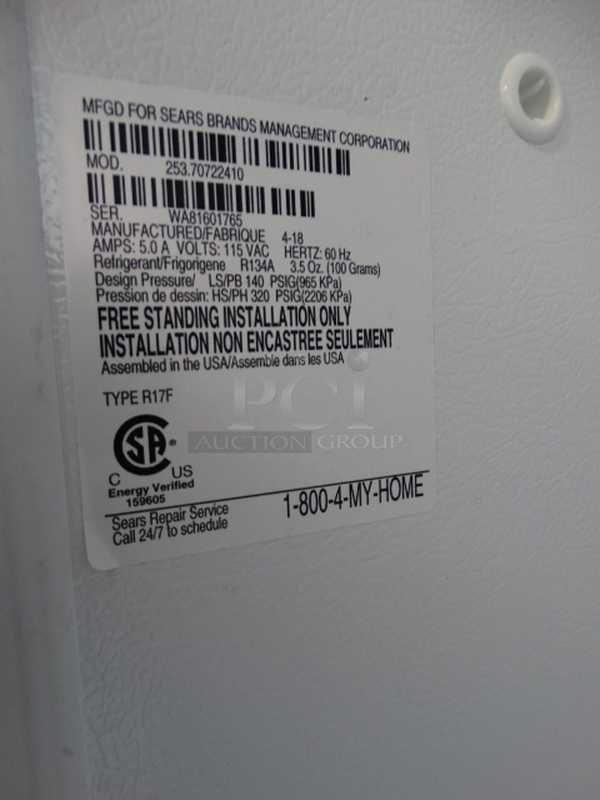 MFGD FOR SEARS BRANDS MANAGEMENT CORPORATION
MOD. 253.70722410
SER. WA81601765
MANUFACTURED/FABRIQUE 4-18
AMPS: 5.0 A VOLTS: 115 VAC HERTZ: 60 Hz
Refrigerant/Frigorigene R134A 3.5 Oz. (100 Grams)
Design Pressure/ LS/PB 140 PSIG(965 KPa)
Pression de dessin: HS/PH 320 PSIG(2206 KPa)
FREE STANDING INSTALLATION ONLY
INSTALLATION NON ENCASTREE SEULEMENT
Assembled in the USA/Assemble dans les USA
TYPE R17F
PCI
AUCTION GROUP
CSA®
C US
Energy Verified
159605
Sears Repair Service
Call 24/7 to schedule
1-800-4-MY-HOME